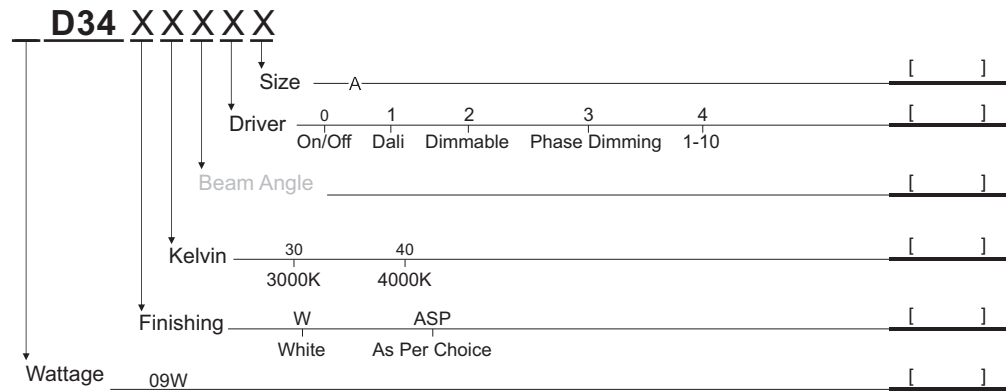 _ D34 X X X X X
Size A [ ]
0 1 2 3 4
Driver [ ]
On/Off Dali Dimmable Phase Dimming 1-10
Beam Angle [ ]
30 40
Kelvin [ ]
3000K 4000K
W ASP
Finishing [ ]
White As Per Choice
Wattage 09W [ ]